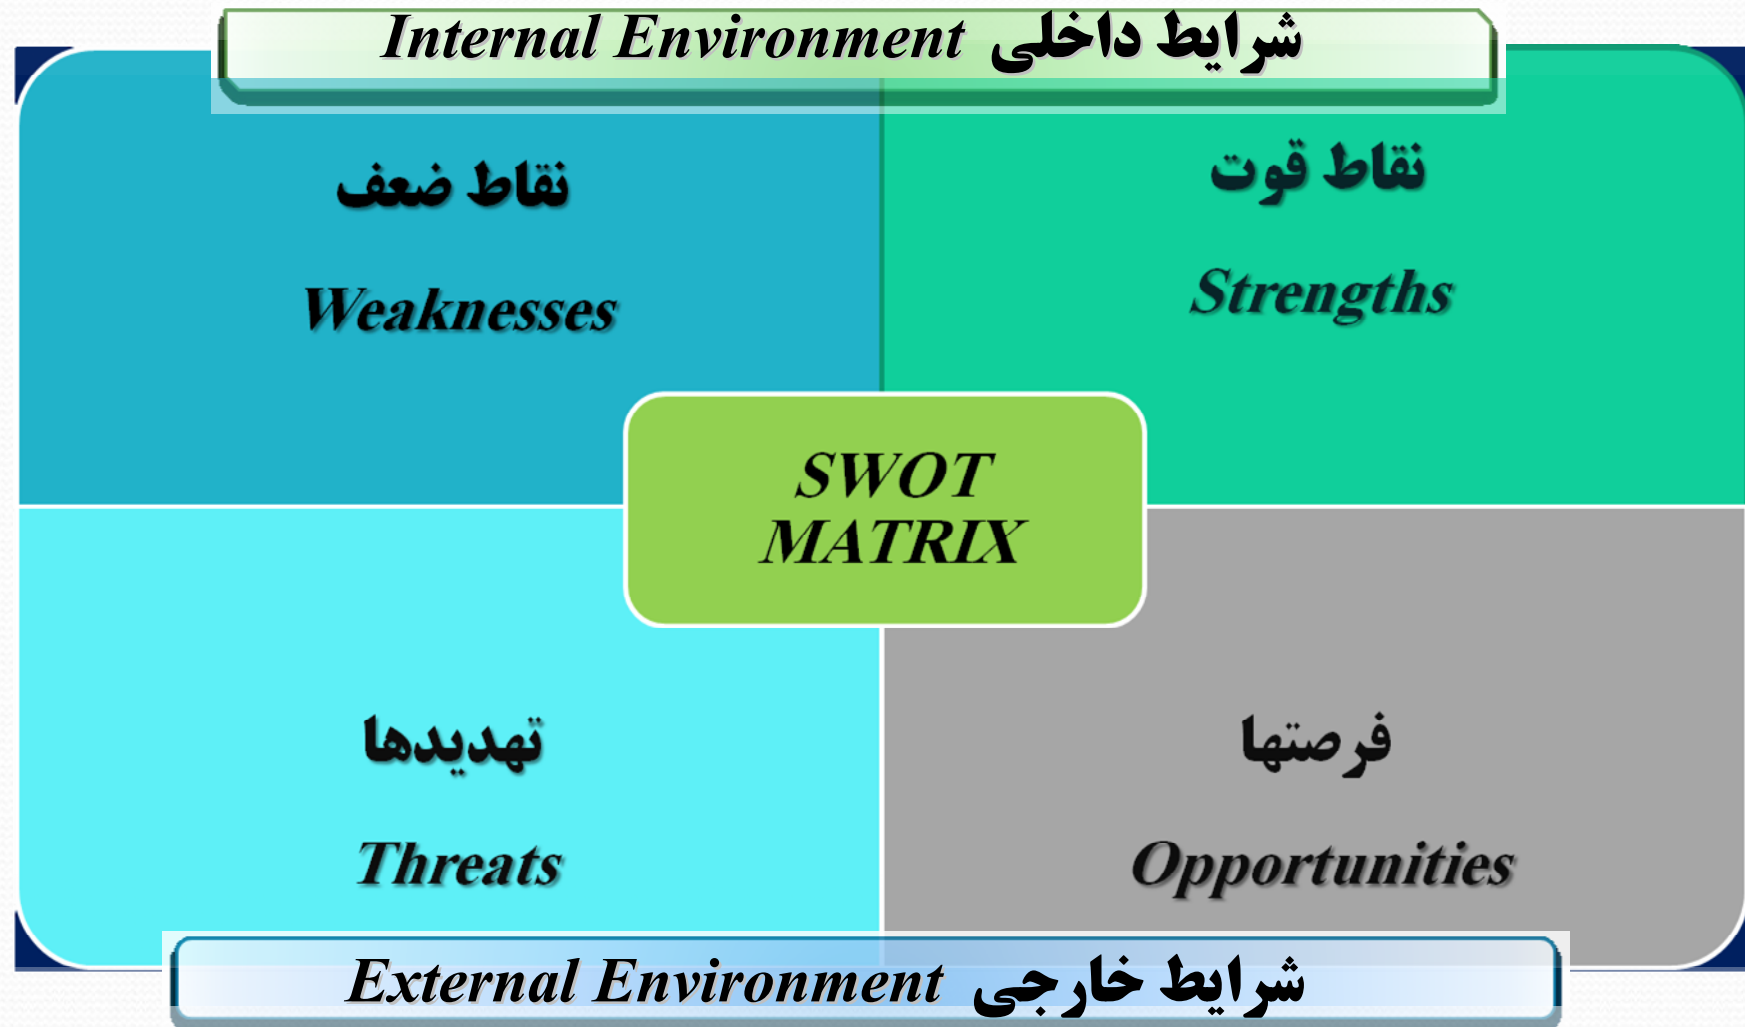 شرایط داخلی Internal Environment
نقاط قوت
Strengths
نقاط ضعف
Weaknesses
SWOT
MATRIX
فرصتها
Opportunities
تهدیدها
Threats
شرایط خارجی External Environment